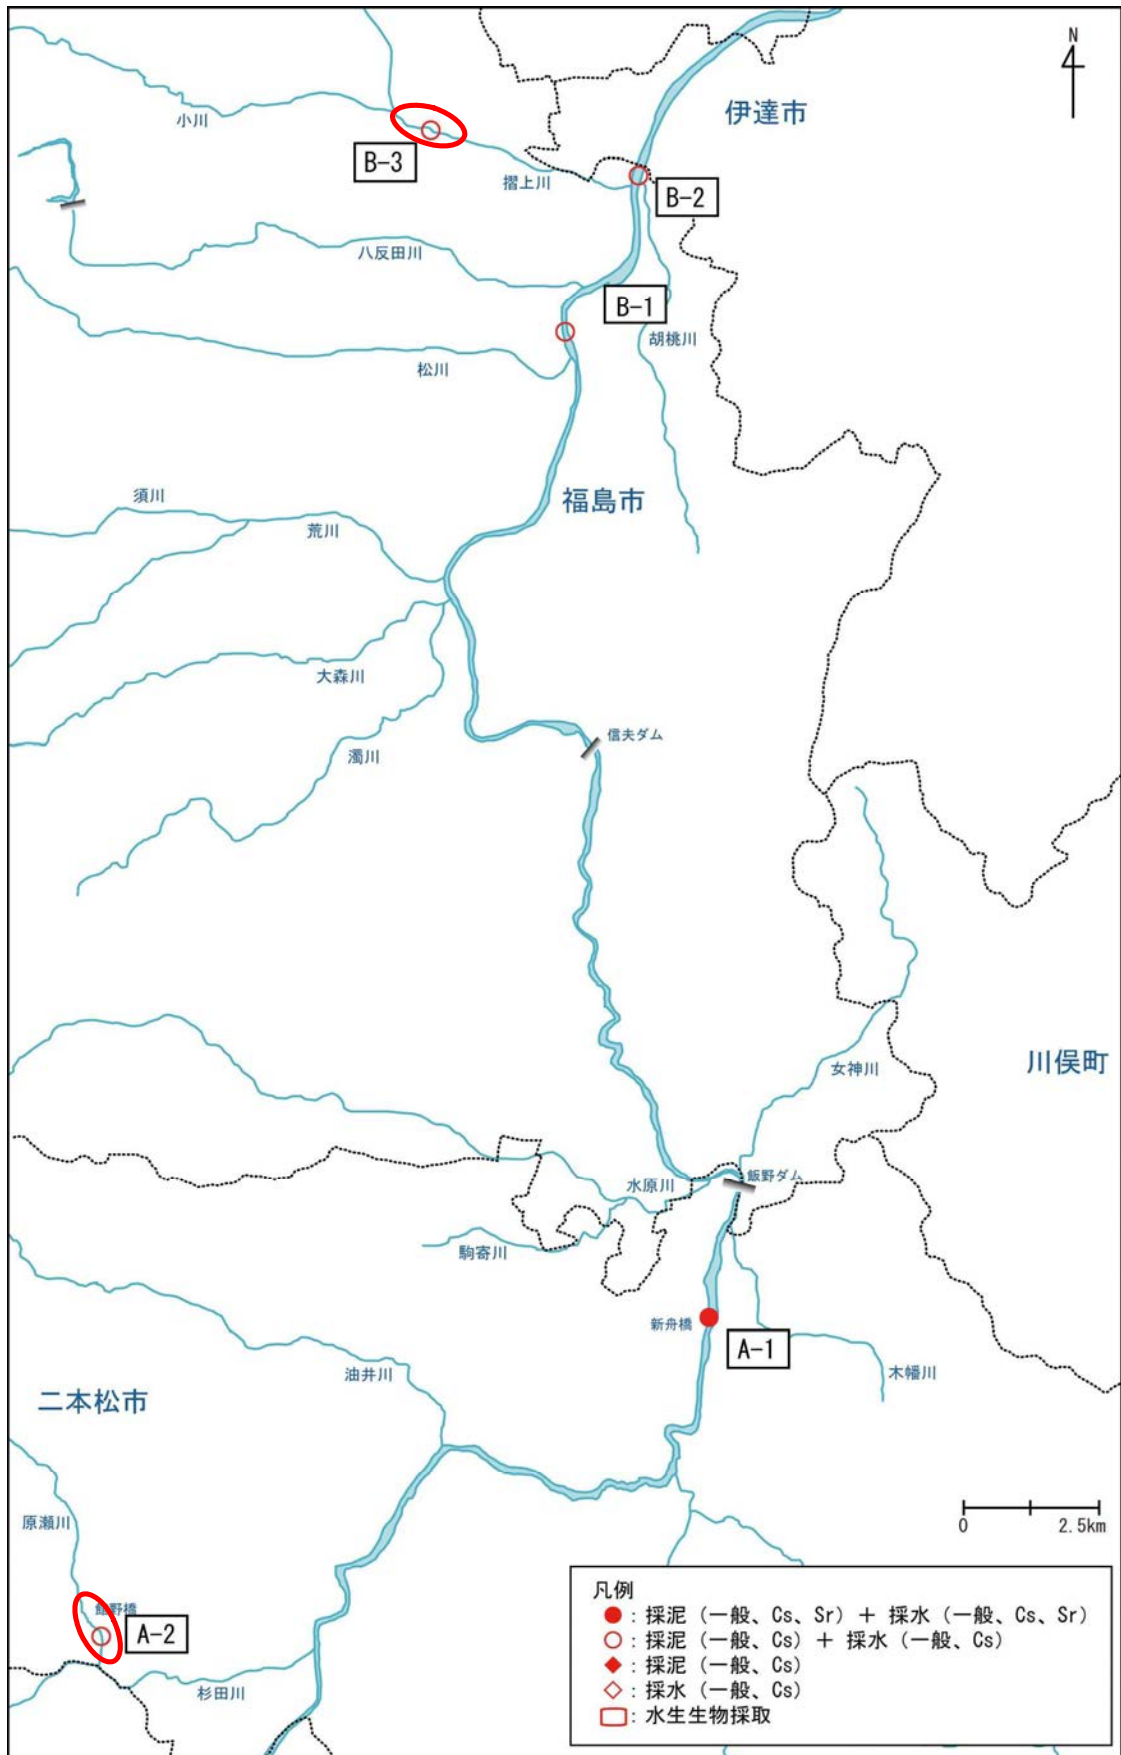 N
伊達市
小川
B-3
摺上川
B-2
八反田川
B-1
胡桃川
松川
須川
福島市
荒川
大森川
信夫ダム
濁川
川俣町
女神川
飯野ダム
水原川
駒寄川
新舟橋
A-1
油井川
木幡川
二本松市
原瀬川
0 2.5km
舘野橋
A-2
杉田川
凡例
: 採泥（一般、Cs、Sr）＋ 採水（一般、Cs、Sr）
: 採泥（一般、Cs）＋ 採水（一般、Cs）
: 採泥（一般、Cs）
: 採水（一般、Cs）
: 水生生物採取